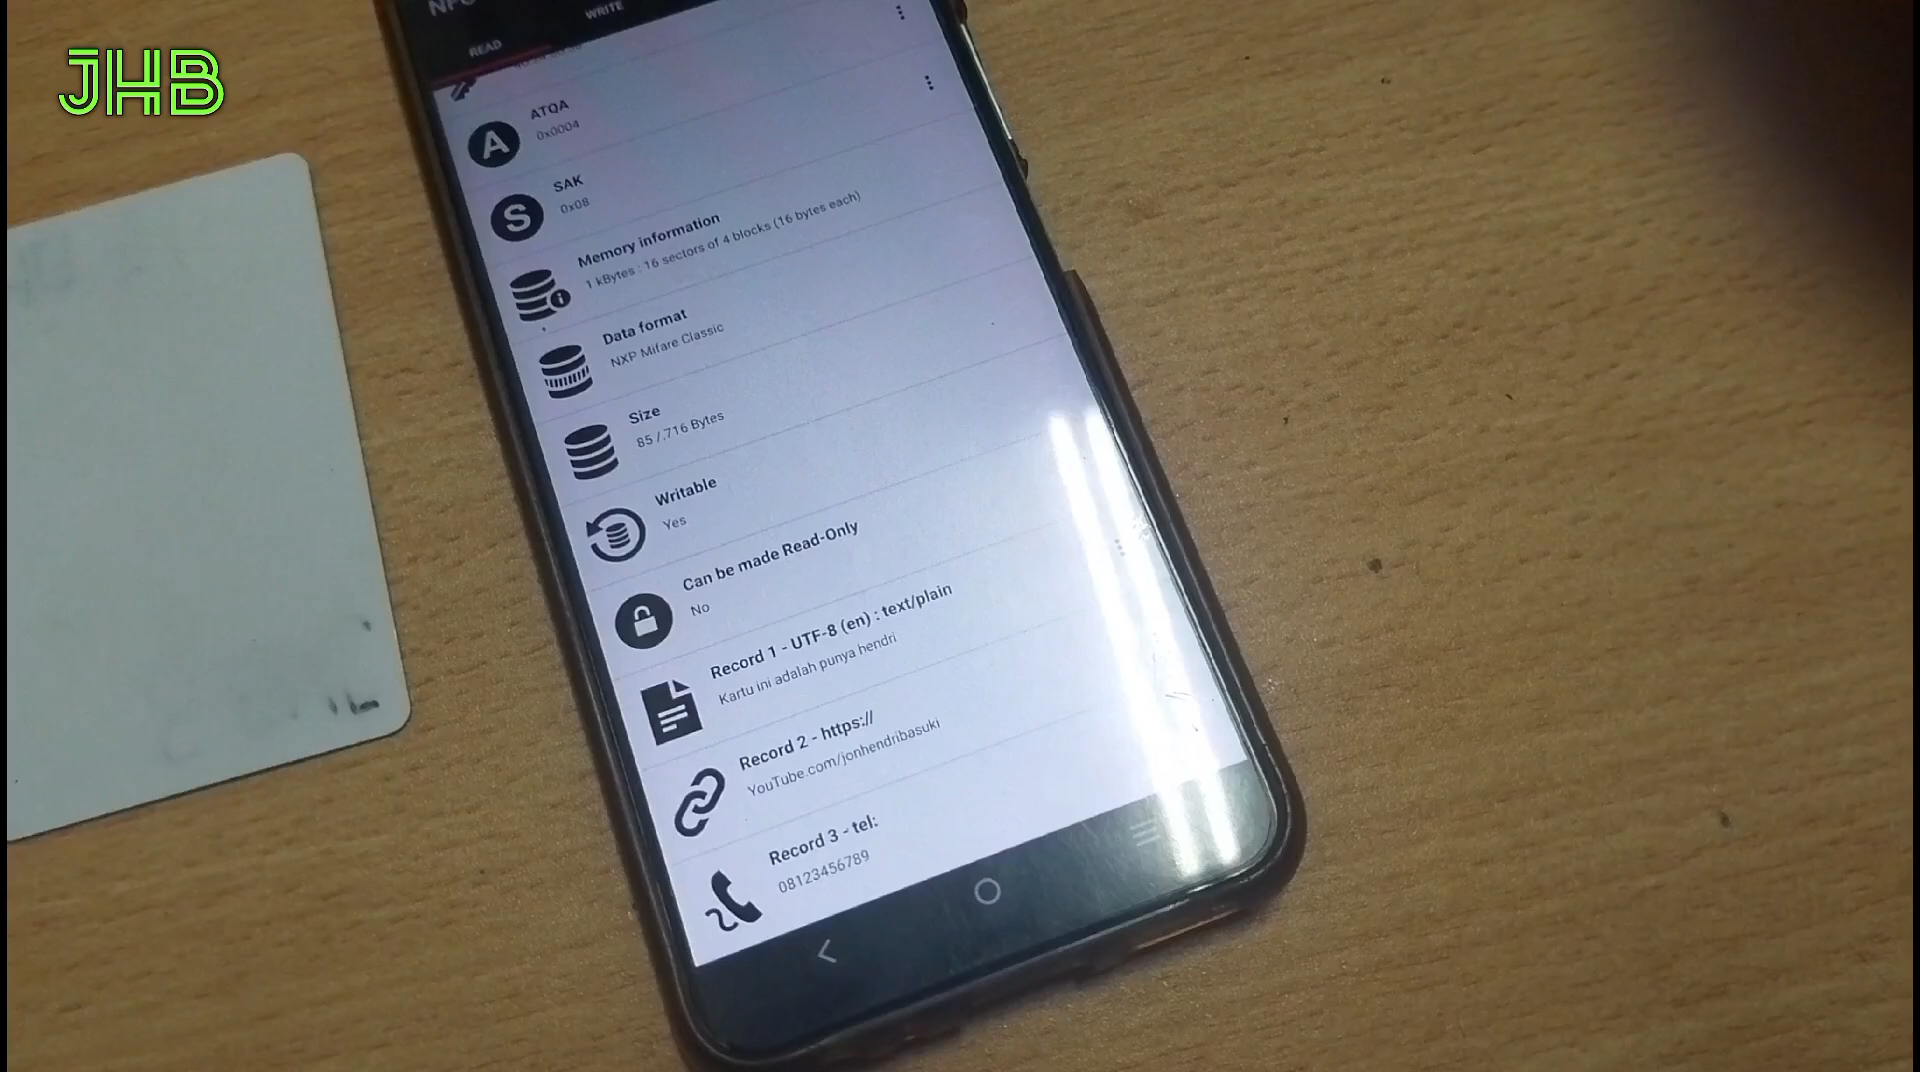 JHB
WRITE
READ
ATQA
0x0004
SAK
0x08
Memory information
1 kBytes : 16 sectors of 4 blocks (16 bytes each)
Data format
NXP Mifare Classic
Size
85 / 716 Bytes
Writable
Yes
Can be made Read-Only
No
Record 1 - UTF-8 (en) : text/plain
Kartu ini adalah punya hendri
Record 2 - https://
YouTube.com/jonhendribasuki
Record 3 - tel:
08123456789